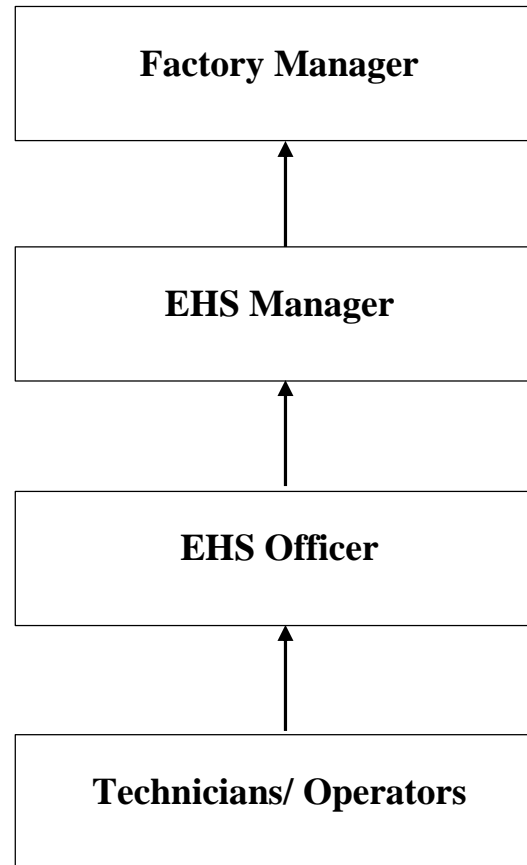 Factory Manager
EHS Manager
EHS Officer
Technicians/ Operators